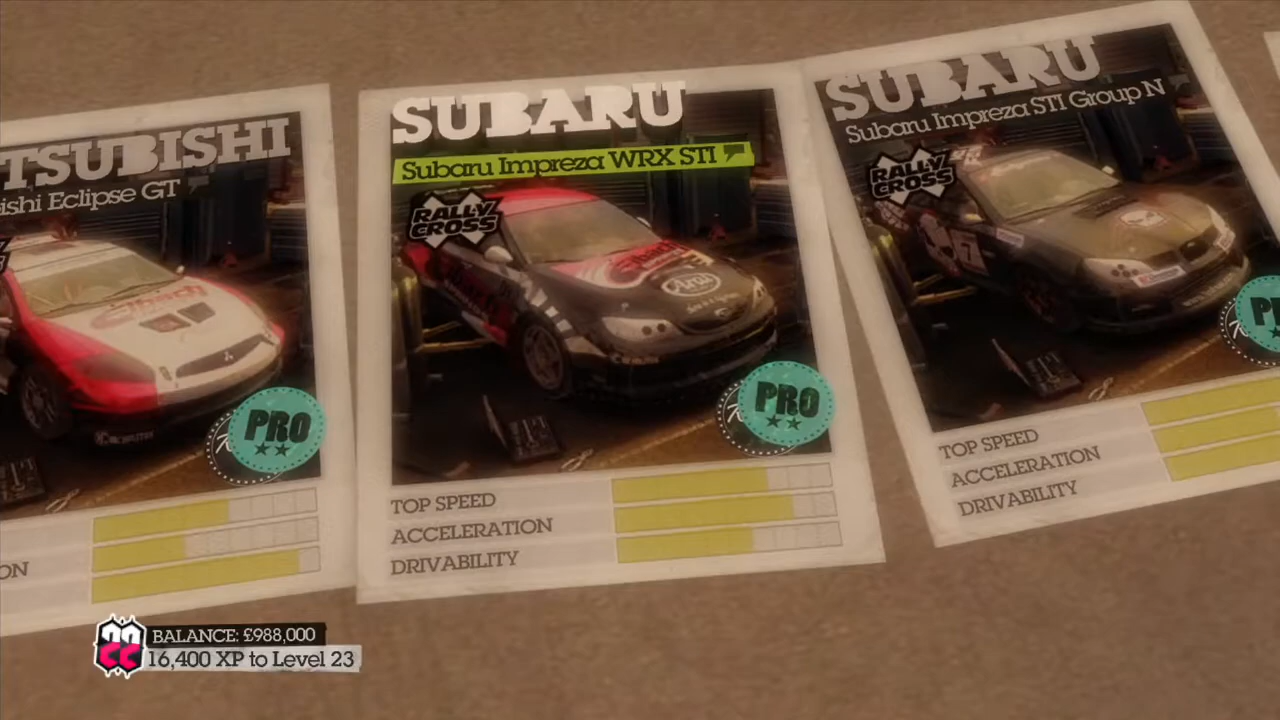 TSUBISHI
ishi Eclipse GT
PRO
ON
SUBARU
Subaru Impreza WRX STI
RALLY
CROSS
Arai
PRO
TOP SPEED
ACCELERATION
DRIVABILITY
SUBARU
Subaru Impreza STI Group N
RALLY
CROSS
TOP SPEED
ACCELERATION
DRIVABILITY
BALANCE: £988,000
16,400 XP to Level 23